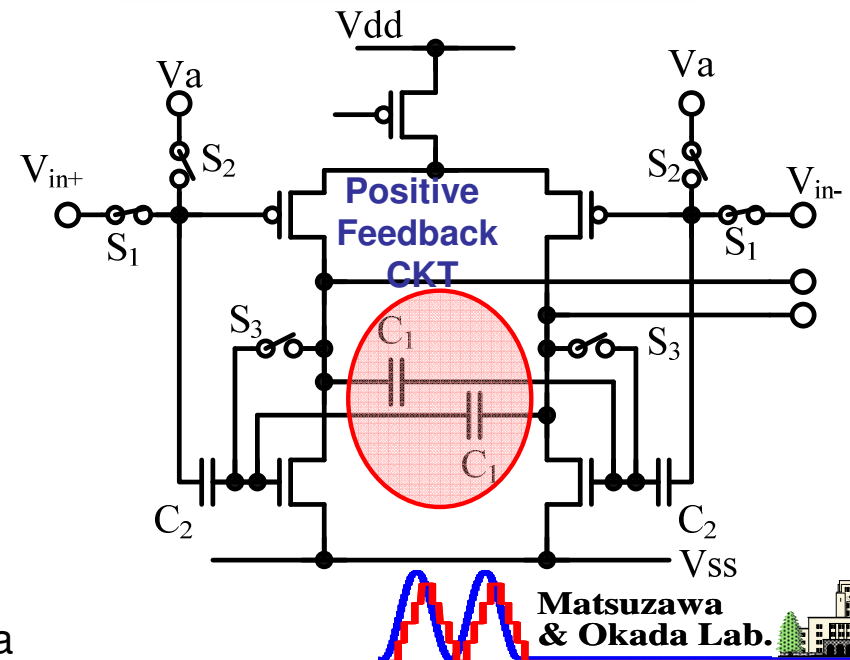 Vdd
Va
Va
S₂
S₂
Vᵢₙ₊
Vᵢₙ₋
S₁
S₁
Positive
Feedback
CKT
S₃
S₃
C₁
C₁
C₂
C₂
Vss
Matsuzawa
& Okada Lab.
a